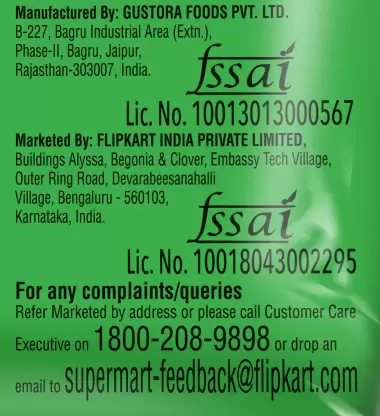 Manufactured By: GUSTORA FOODS PVT. LTD.
B-227, Bagru Industrial Area (Extn.),
Phase-II, Bagru, Jaipur,
Rajasthan-303007, India.
fssai
Lic. No. 10013013000567
Marketed By: FLIPKART INDIA PRIVATE LIMITED,
Buildings Alyssa, Begonia & Clover, Embassy Tech Village,
Outer Ring Road, Devarabeesanahalli
Village, Bengaluru - 560103,
Karnataka, India.
fssai
Lic. No. 10018043002295
For any complaints/queries
Refer Marketed by address or please call Customer Care
Executive on 1800-208-9898 or drop an
email to supermart-feedback@flipkart.com